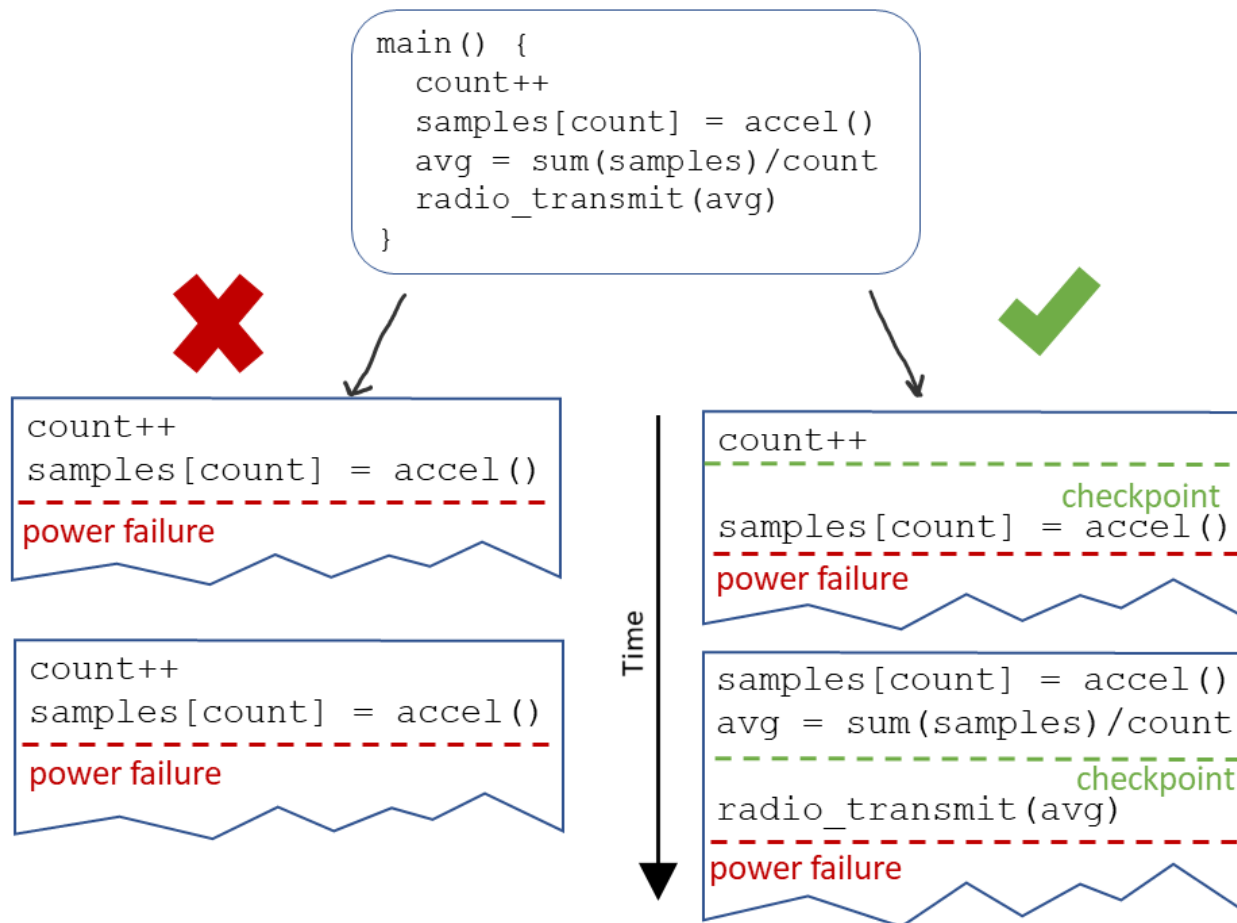 main() {
count++
samples[count] = accel()
avg = sum(samples)/count
radio_transmit(avg)
}
count++
samples[count] = accel()
power failure
count++
samples[count] = accel()
power failure
Time
count++
checkpoint
samples[count] = accel()
power failure
samples[count] = accel()
avg = sum(samples)/count
checkpoint
radio_transmit(avg)
power failure